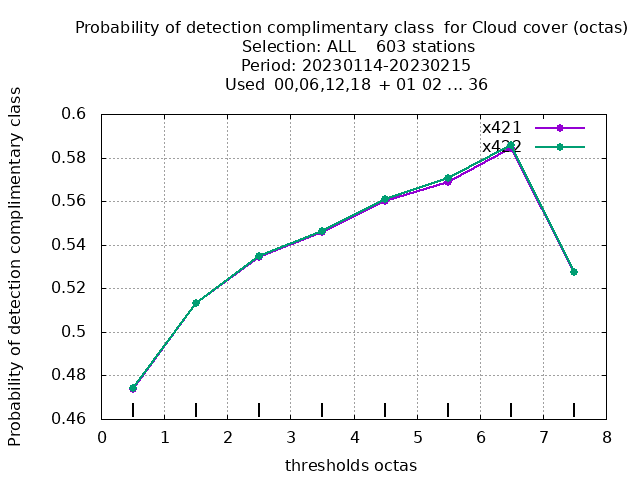 Probability of detection complimentary class  for Cloud cover (octas)
Selection: ALL    603 stations
Period: 20230114-20230215
Used  00,06,12,18  + 01 02 ... 36
x421
x422
0.6
0.58
0.56
0.54
0.52
0.5
0.48
0.46
Probability of detection complimentary class
0 1 2 3 4 5 6 7 8
thresholds octas